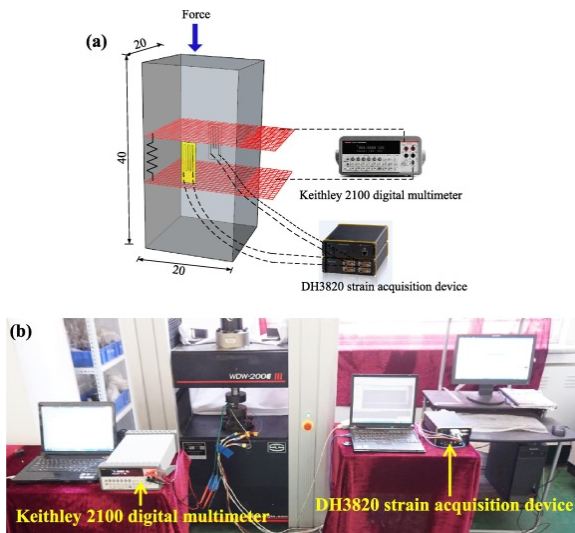 Force
(a)
20
40
20
Keithley 2100 digital multimeter
DH3820 strain acquisition device
(b)
WDW-200E III
Keithley 2100 digital multimeter
DH3820 strain acquisition device